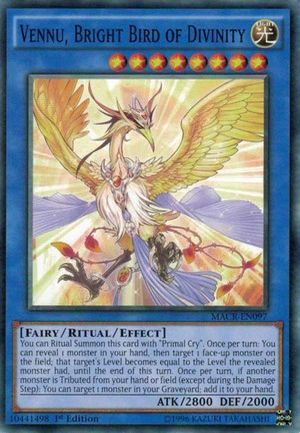 VENNU, BRIGHT BIRD OF DIVINITY
LIGHT
光
MACR-EN097
[FAIRY/RITUAL/EFFECT]
You can Ritual Summon this card with "Primal Cry". Once per turn: You
can reveal 1 monster in your hand, then target 1 face-up monster on
the field; that target's Level becomes equal to the Level the revealed
monster had, until the end of this turn. Once per turn, if another
monster is Tributed from your hand or field (except during the Damage
Step): You can target 1 monster in your Graveyard; add it to your hand.
ATK/2800 DEF/2000
10441498 1st Edition ©1996 KAZUKI TAKAHASHI